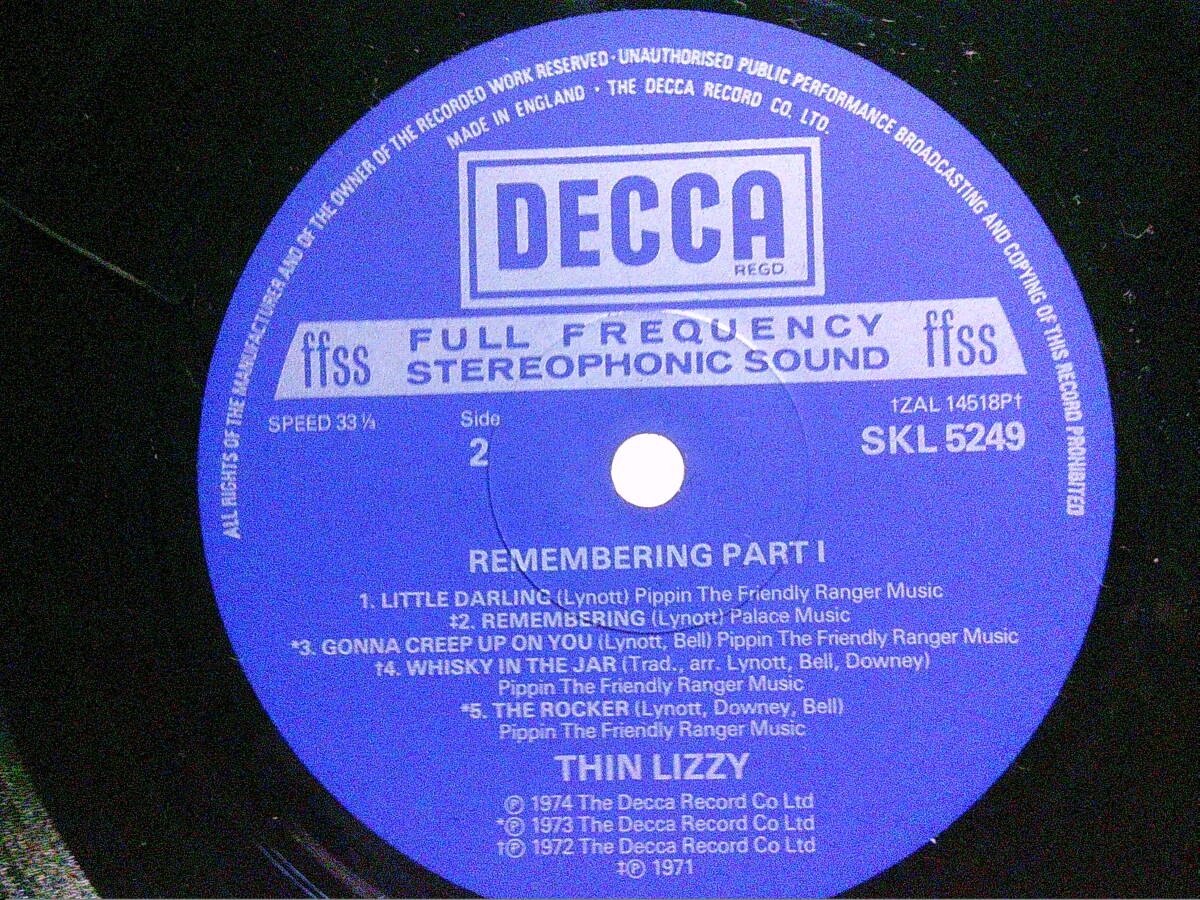 ALL RIGHTS OF THE MANUFACTURER AND OF THE OWNER OF THE RECORDED WORK RESERVED · UNAUTHORISED PUBLIC PERFORMANCE BROADCASTING AND COPYING OF THIS RECORD PROHIBITED
MADE IN ENGLAND · THE DECCA RECORD CO. LTD.
DECCA
REGD.
ffss FULL FREQUENCY ffss
STEREOPHONIC SOUND
SPEED 33⅓ Side †ZAL 14518P†
2 SKL 5249
REMEMBERING PART I
1. LITTLE DARLING (Lynott) Pippin The Friendly Ranger Music
‡2. REMEMBERING (Lynott) Palace Music
*3. GONNA CREEP UP ON YOU (Lynott, Bell) Pippin The Friendly Ranger Music
†4. WHISKY IN THE JAR (Trad., arr. Lynott, Bell, Downey)
Pippin The Friendly Ranger Music
*5. THE ROCKER (Lynott, Downey, Bell)
Pippin The Friendly Ranger Music
THIN LIZZY
℗ 1974 The Decca Record Co Ltd
*℗ 1973 The Decca Record Co Ltd
†℗ 1972 The Decca Record Co Ltd
‡℗ 1971